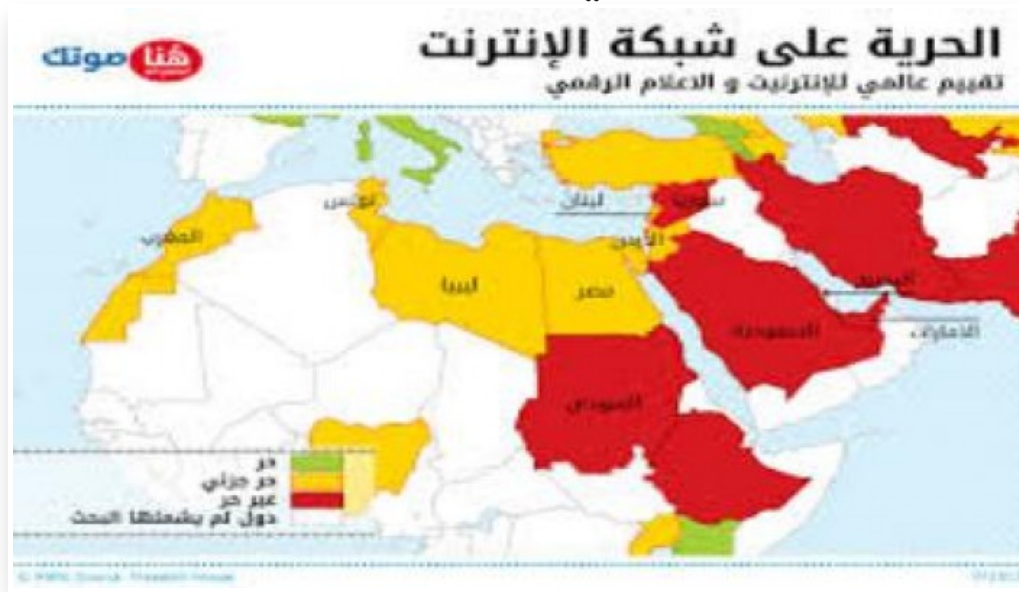 الحرية على شبكة الإنترنت
تقييم عالمي للإنترنيت و الاعلام الرقمي
هنا صوتك
تونس
لبنان
سوريا
المغرب
الأردن
ليبيا
مصر
البحرين
السعودية
الامارات
السودان
حر
حر جزئي
غير حر
دول لم يشملها البحث